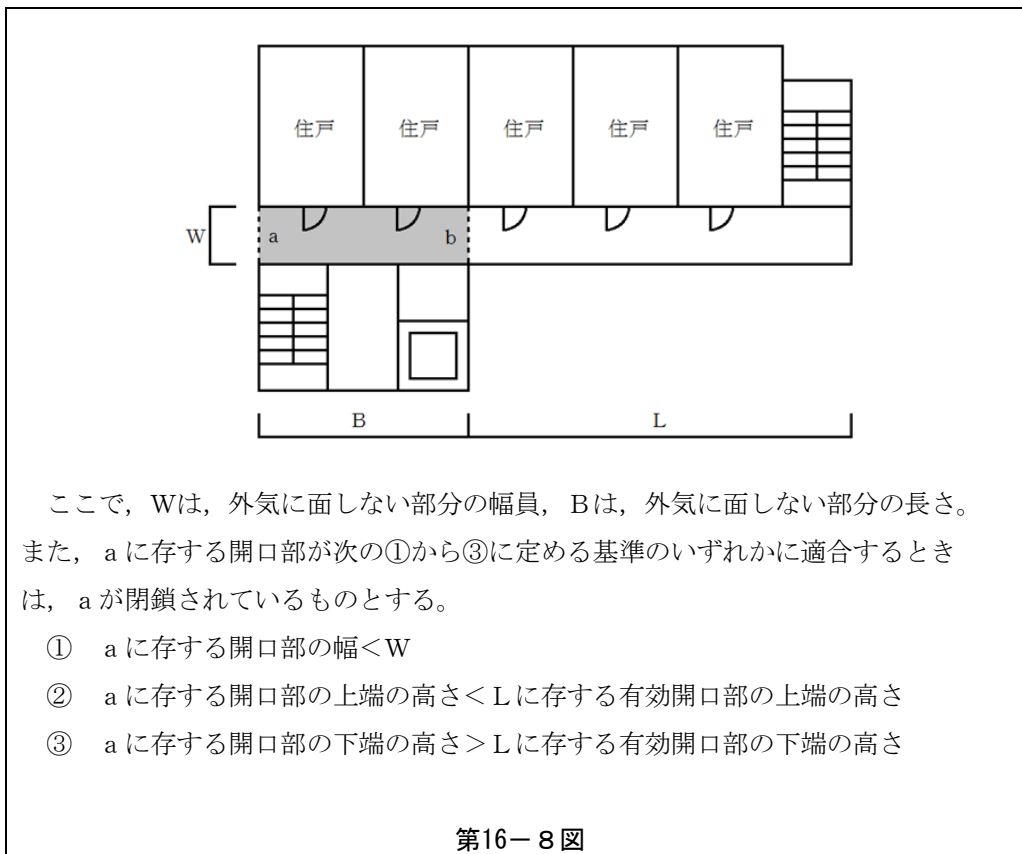 住戸 住戸 住戸 住戸 住戸
W a b
B L
ここで，Wは，外気に面しない部分の幅員，Bは，外気に面しない部分の長さ。
また，aに存する開口部が次の①から③に定める基準のいずれかに適合するとき
は，aが閉鎖されているものとする。
① aに存する開口部の幅＜W
② aに存する開口部の上端の高さ＜Lに存する有効開口部の上端の高さ
③ aに存する開口部の下端の高さ＞Lに存する有効開口部の下端の高さ
第16－8図